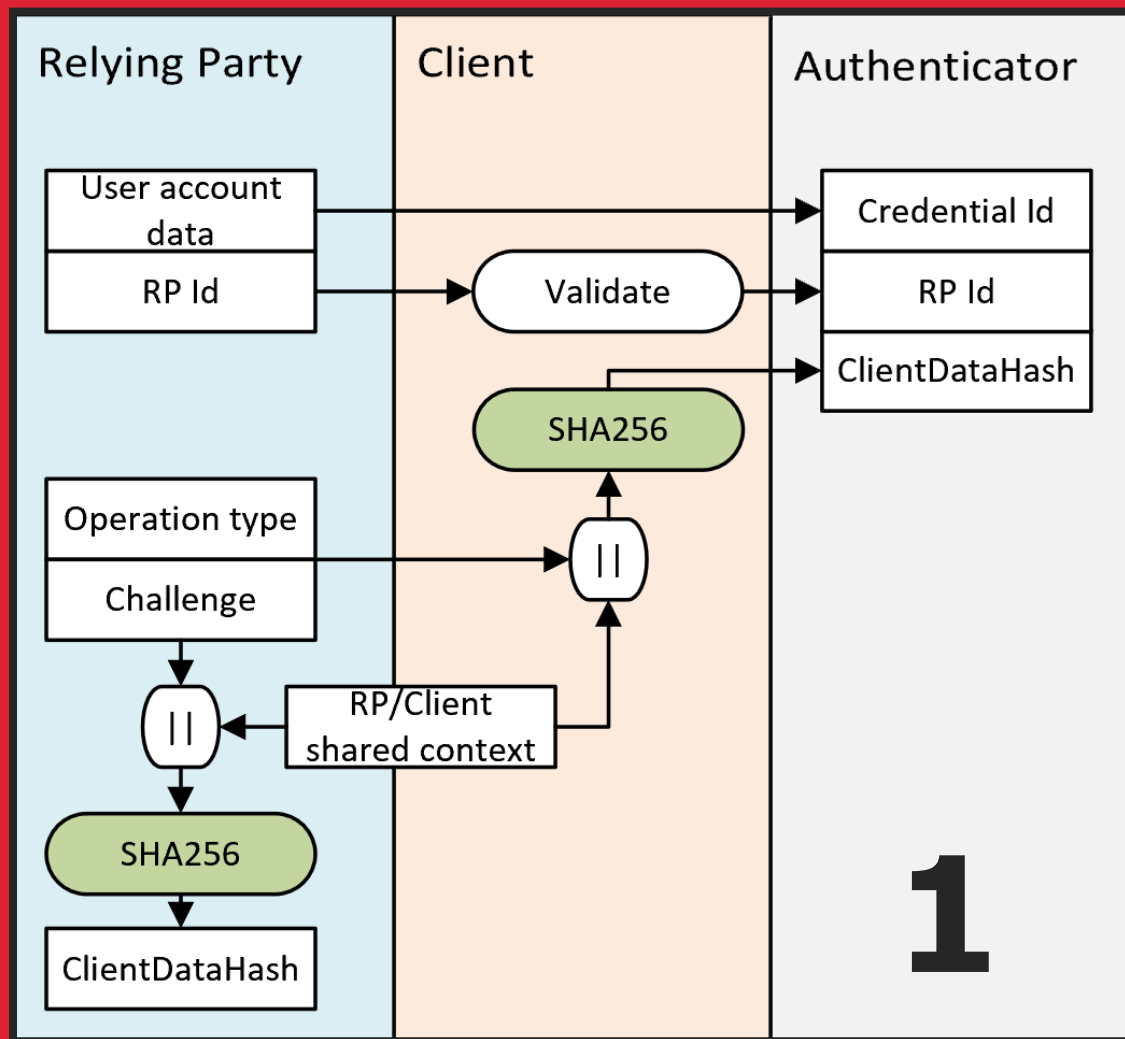 Relying Party
Client
Authenticator
User account
data
Credential Id
RP Id
Validate
RP Id
ClientDataHash
SHA256
Operation type
||
Challenge
RP/Client
shared context
||
SHA256
ClientDataHash
1